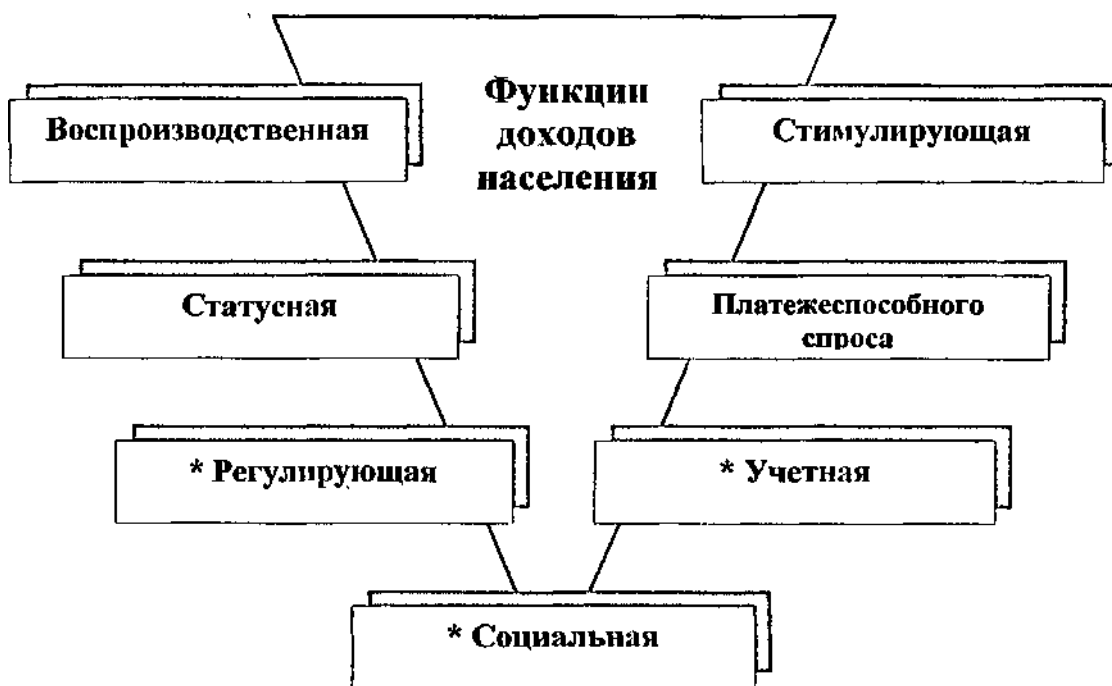 Функции
доходов
населения
Воспроизводственная
Стимулирующая
Статусная
Платежеспособного
спроса
* Регулирующая
* Учетная
* Социальная